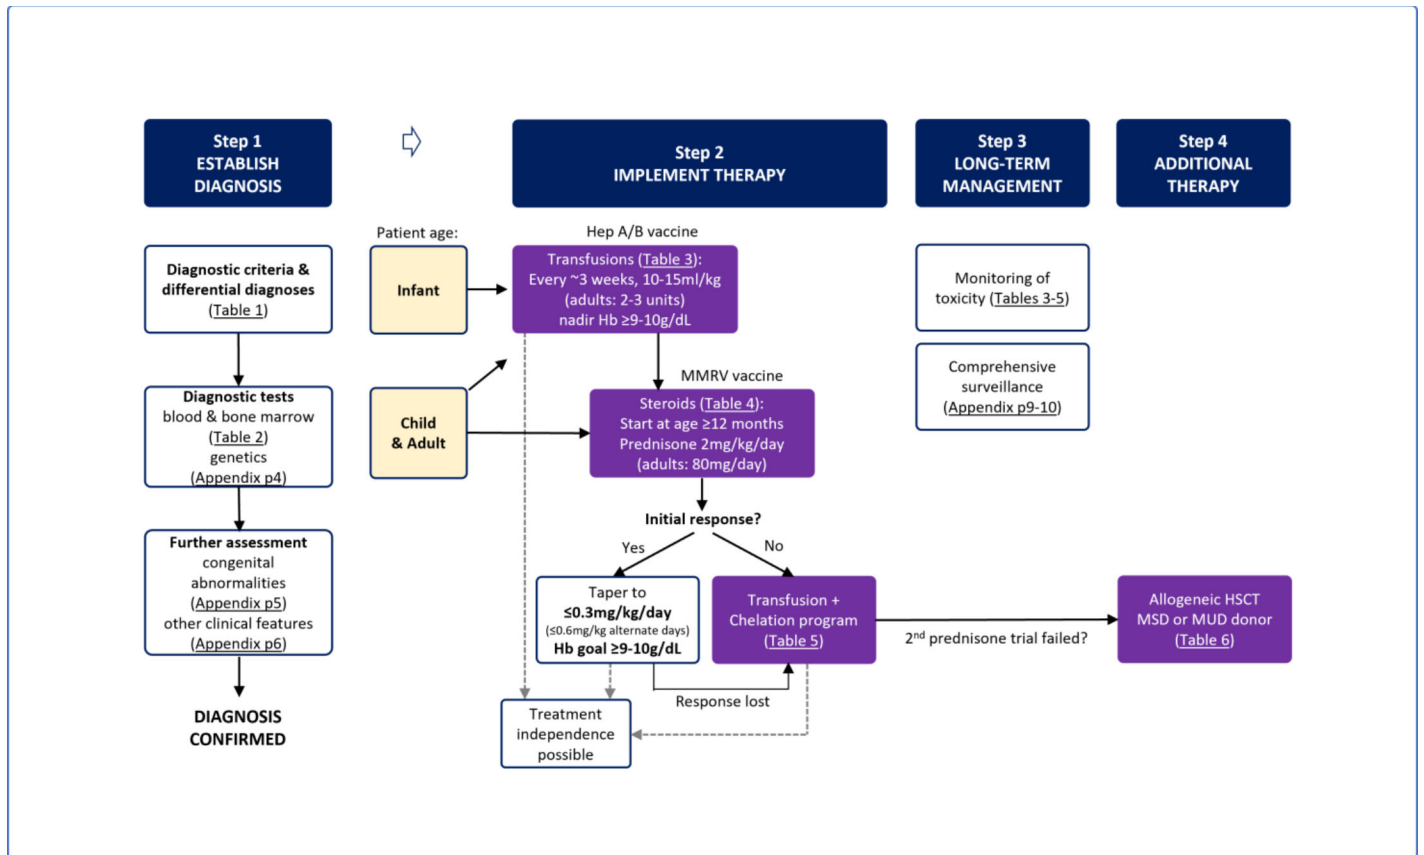 Step 1
ESTABLISH
DIAGNOSIS
Step 2
IMPLEMENT THERAPY
Step 3
LONG-TERM
MANAGEMENT
Step 4
ADDITIONAL
THERAPY
Diagnostic criteria &
differential diagnoses
(Table 1)
Diagnostic tests
blood & bone marrow
(Table 2)
genetics
(Appendix p4)
Further assessment
congenital
abnormalities
(Appendix p5)
other clinical features
(Appendix p6)
DIAGNOSIS
CONFIRMED
Patient age:
Infant
Child
& Adult
Hep A/B vaccine
Transfusions (Table 3):
Every ~3 weeks, 10-15ml/kg
(adults: 2-3 units)
nadir Hb ≥9-10g/dL
MMRV vaccine
Steroids (Table 4):
Start at age ≥12 months
Prednisone 2mg/kg/day
(adults: 80mg/day)
Initial response?
Yes
No
Taper to
≤0.3mg/kg/day
(≤0.6mg/kg alternate days)
Hb goal ≥9-10g/dL
Transfusion +
Chelation program
(Table 5)
Response lost
Treatment
independence
possible
2nd prednisone trial failed?
Monitoring of
toxicity (Tables 3-5)
Comprehensive
surveillance
(Appendix p9-10)
Allogeneic HSCT
MSD or MUD donor
(Table 6)